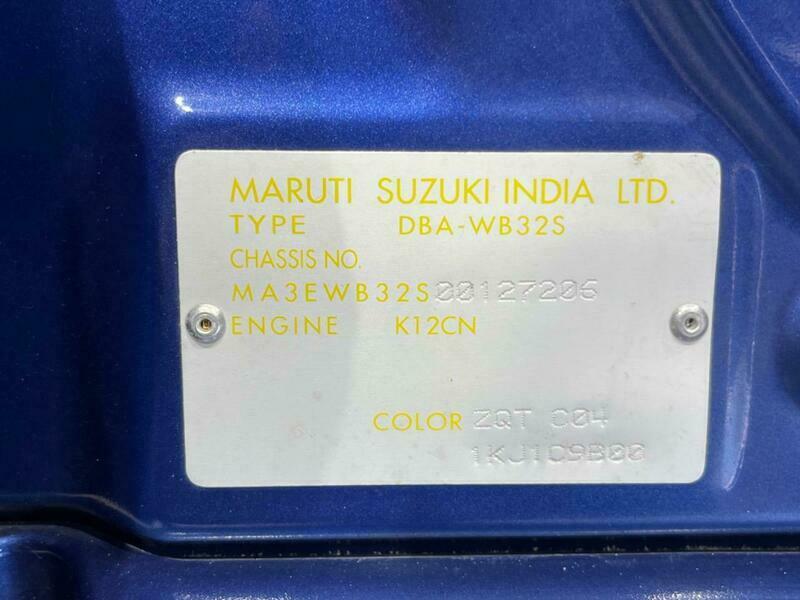 MARUTI SUZUKI INDIA LTD.
TYPE DBA-WB32S
CHASSIS NO.
MA3EWB32S00127206
ENGINE K12CN
COLOR ZQT C04
1KJ1C9B00